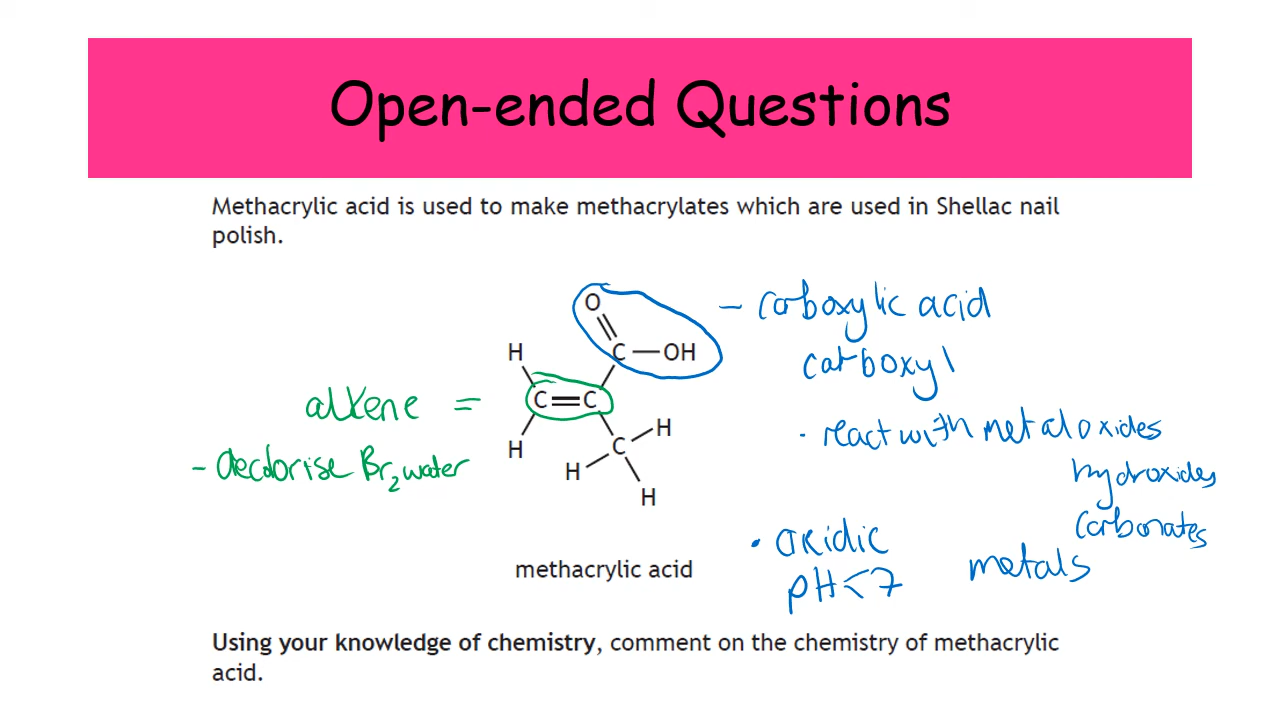 Open-ended Questions
Methacrylic acid is used to make methacrylates which are used in Shellac nail
polish.
O
- carboxylic acid
H
C
OH
carboxyl
alkene =
C
C
H
- decolorise Br2 water
H
C
H
H
· react with metal oxides
hydroxides
carbonates
metals
• acidic
pH<7
methacrylic acid
Using your knowledge of chemistry, comment on the chemistry of methacrylic
acid.